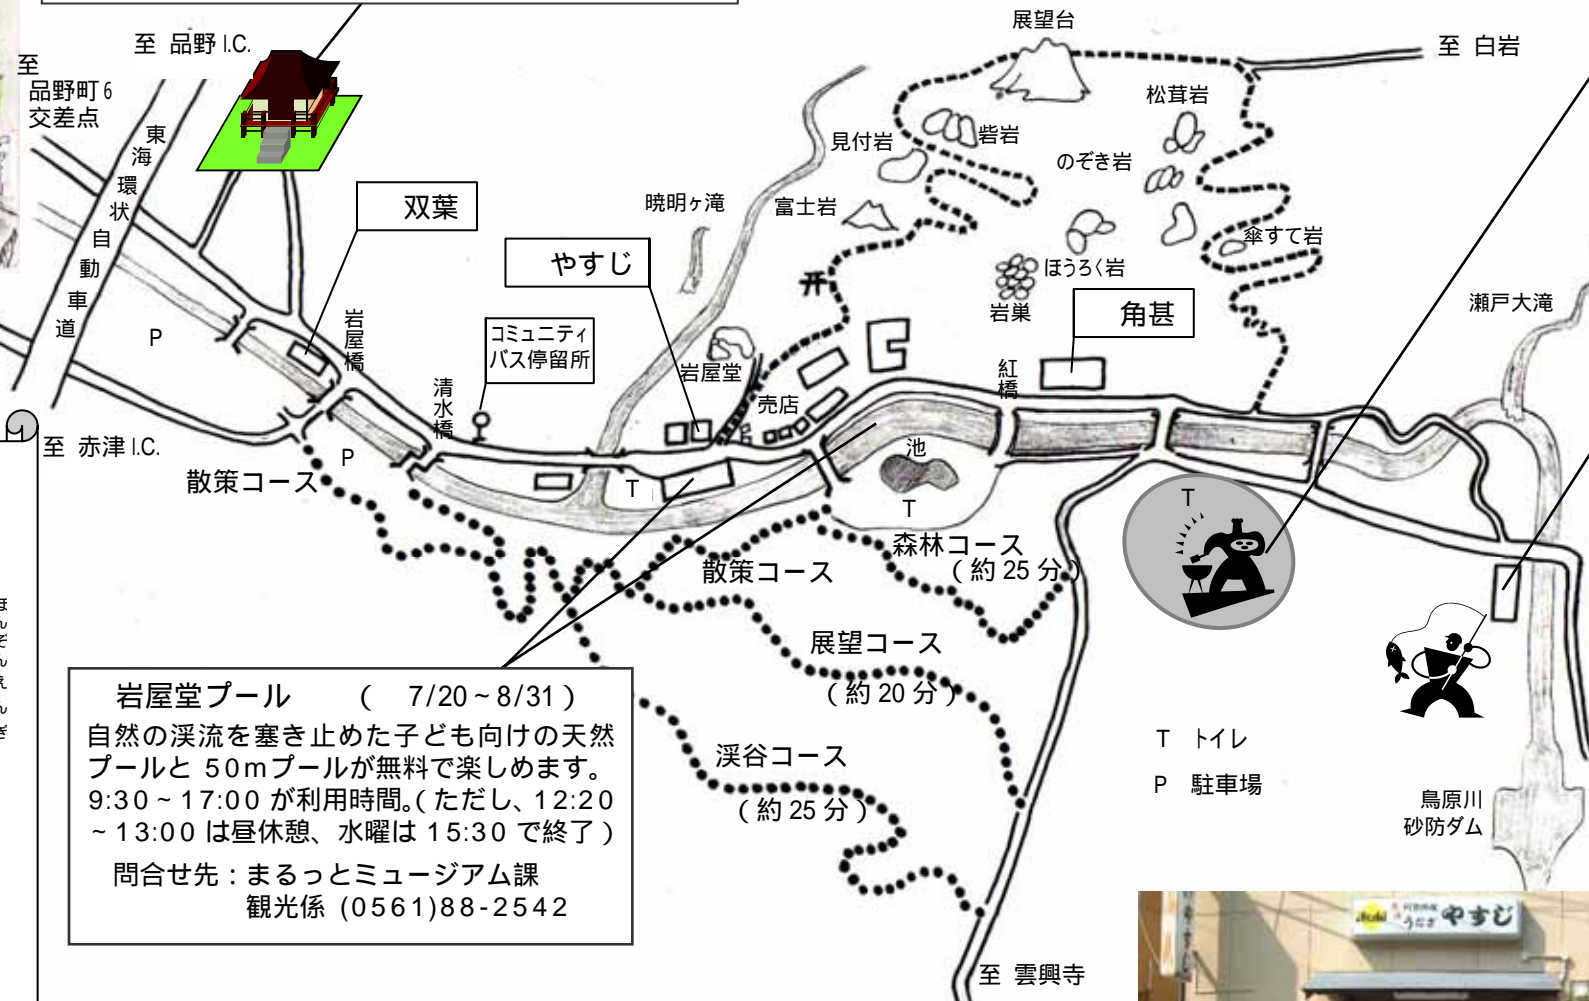 展望台
至 品野 I.C.
至 白岩
至
品野町6
交差点
東海環状自動車道
松茸岩
砦岩
見付岩
のぞき岩
双葉
暁明ヶ滝
富士岩
傘すて岩
やすじ
ほうろく岩
岩巣
角甚
瀬戸大滝
岩屋橋
コミュニティ
バス停留所
岩屋堂
紅橋
P
清水橋
売店
至 赤津 I.C.
P
池
散策コース
T
T
T
森林コース
(約 25 分)
散策コース
展望コース
(約 20 分)
渓谷コース
(約 25 分)
岩屋堂プール ( 7/20~8/31)
自然の渓流を塞き止めた子ども向けの天然
プールと 50mプールが無料で楽しめます。
9:30~17:00 が利用時間。(ただし、12:20
~13:00 は昼休憩、水曜は 15:30 で終了)
問合せ先:まるっとミュージアム課
観光係 (0561)88-2542
T トイレ
P 駐車場
鳥原川
砂防ダム
至 雲興寺
ほんぞんえんぎ
Asahi
うなぎ やすじ